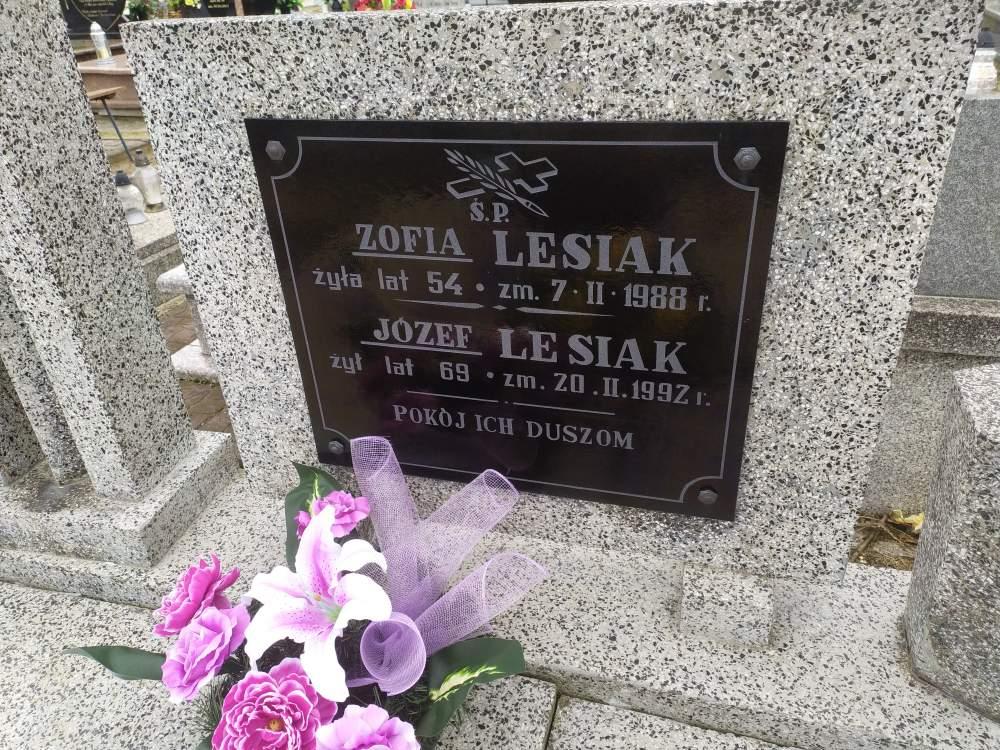 Ś.P.
ZOFIA LESIAK
żyła lat 54 • zm. 7 • II • 1988 r.
JÓZEF LESIAK
żył lat 69 • zm. 20 . II . 1992 r.
POKÓJ ICH DUSZOM